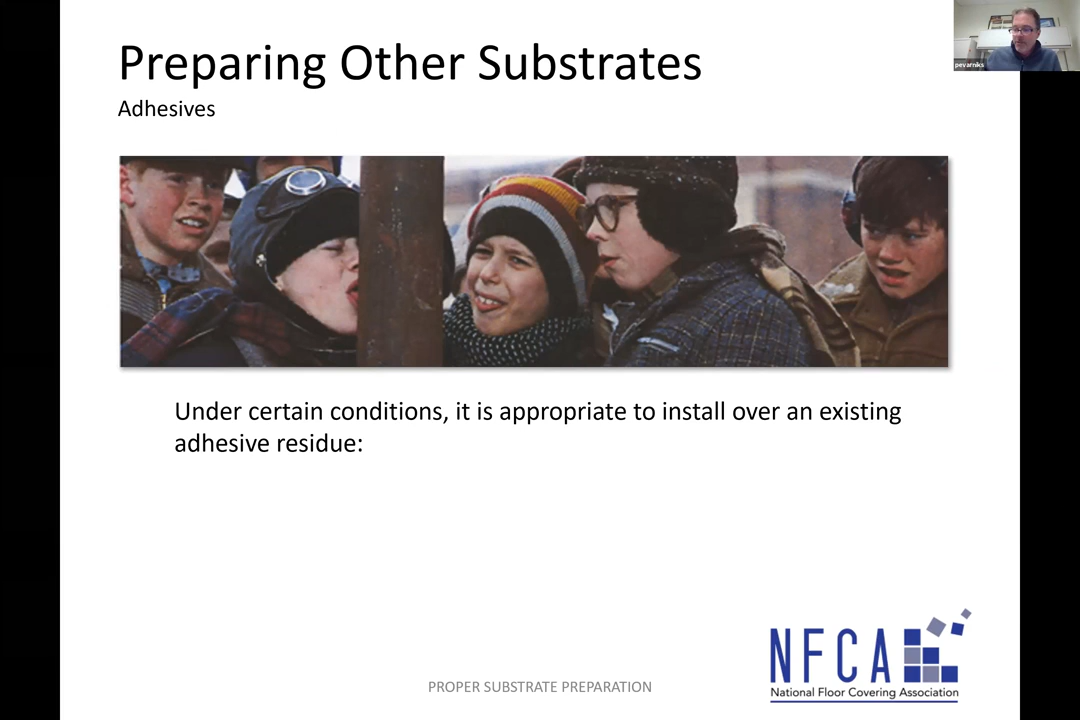 Preparing Other Substrates
pevarniks
Adhesives
Under certain conditions, it is appropriate to install over an existing
adhesive residue:
NFCA
National Floor Covering Association
PROPER SUBSTRATE PREPARATION